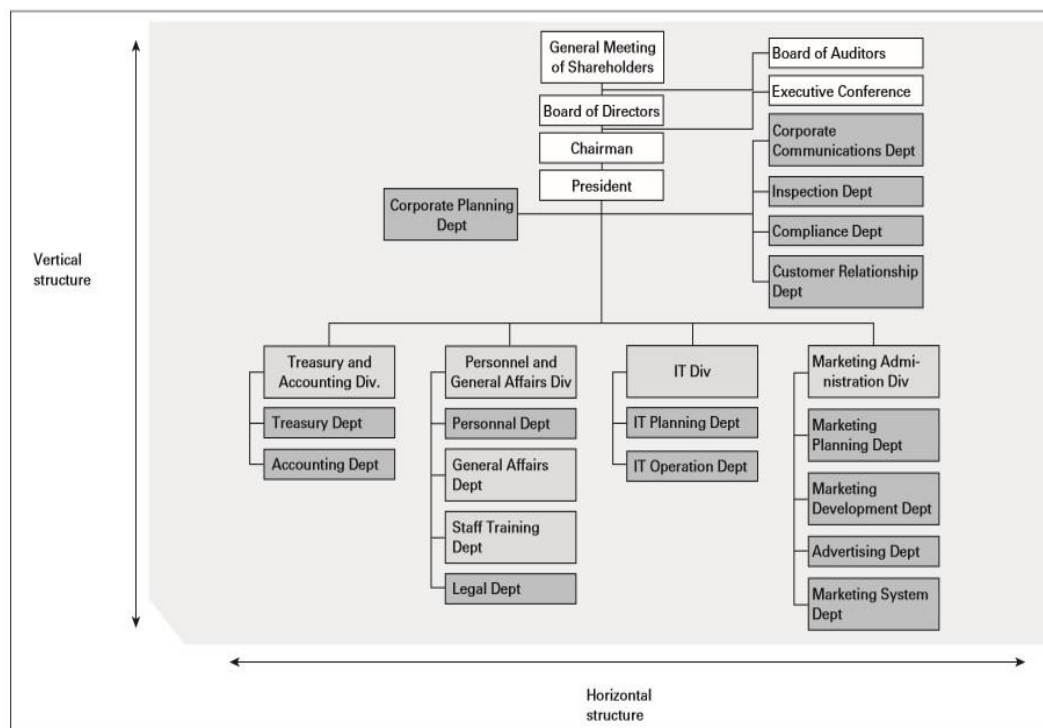 General Meeting
of Shareholders
Board of Auditors
Executive Conference
Board of Directors
Corporate
Communications Dept
Chairman
President
Inspection Dept
Corporate Planning
Dept
Compliance Dept
Customer Relationship
Dept
Vertical
structure
Treasury and
Accounting Div.
Personnel and
General Affairs Div
IT Div
Marketing Admi-
nistration Div
Treasury Dept
Accounting Dept
Personnal Dept
General Affairs
Dept
Staff Training
Dept
Legal Dept
IT Planning Dept
IT Operation Dept
Marketing
Planning Dept
Marketing
Development Dept
Advertising Dept
Marketing System
Dept
Horizontal
structure